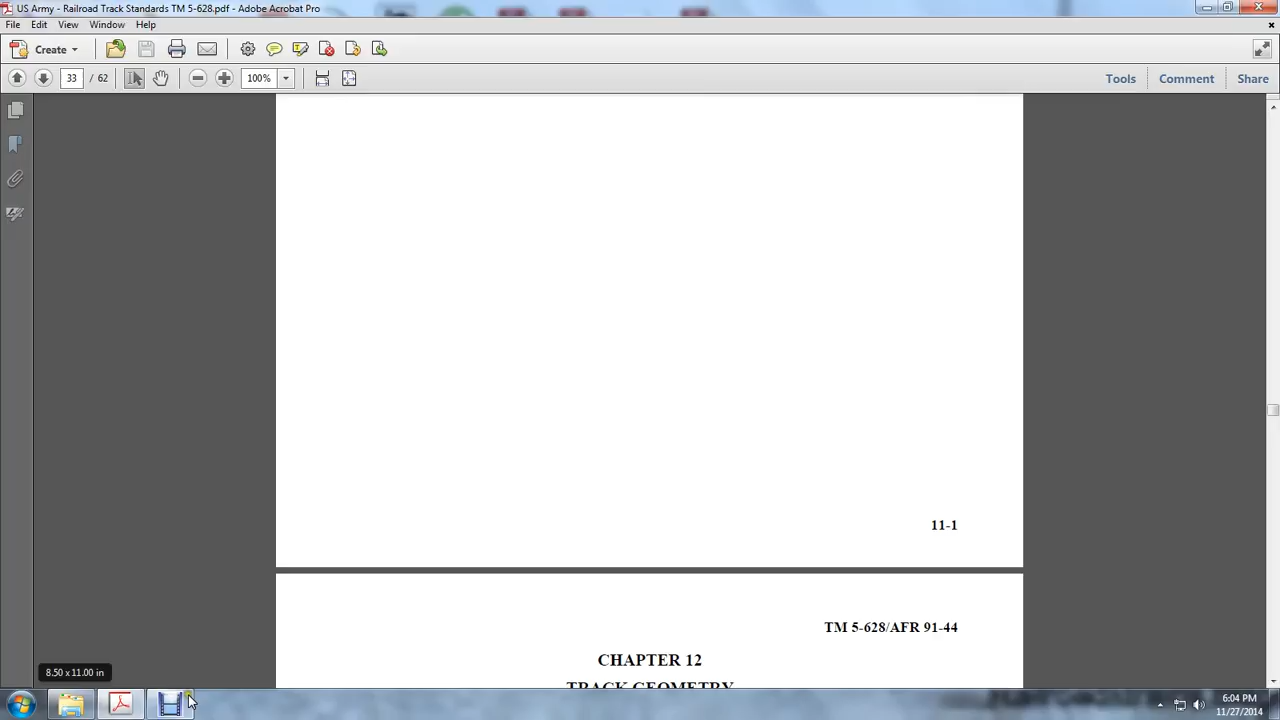 US Army - Railroad Track Standards TM 5-628.pdf - Adobe Acrobat Pro
File Edit View Window Help
Create
33 / 62 100% Tools Comment Share
11-1
TM 5-628/AFR 91-44
CHAPTER 12
TRACK GEOMETRY
8.50 x 11.00 in
6:04 PM
11/27/2014